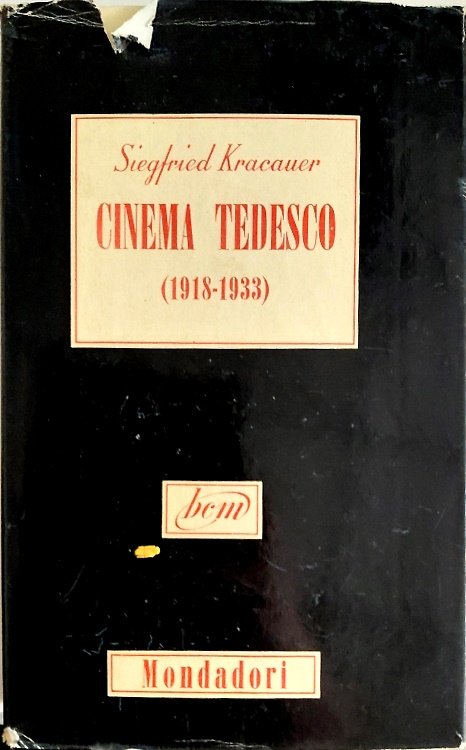 Siegfried Kracauer
CINEMA TEDESCO
(1918-1933)
bcm
Mondadori